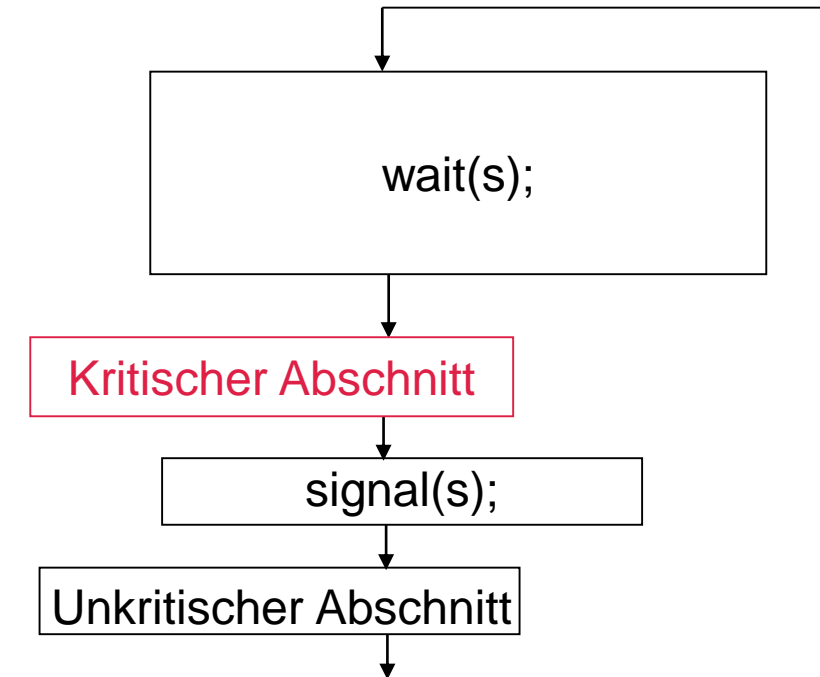 wait(s);
Kritischer Abschnitt
signal(s);
Unkritischer Abschnitt